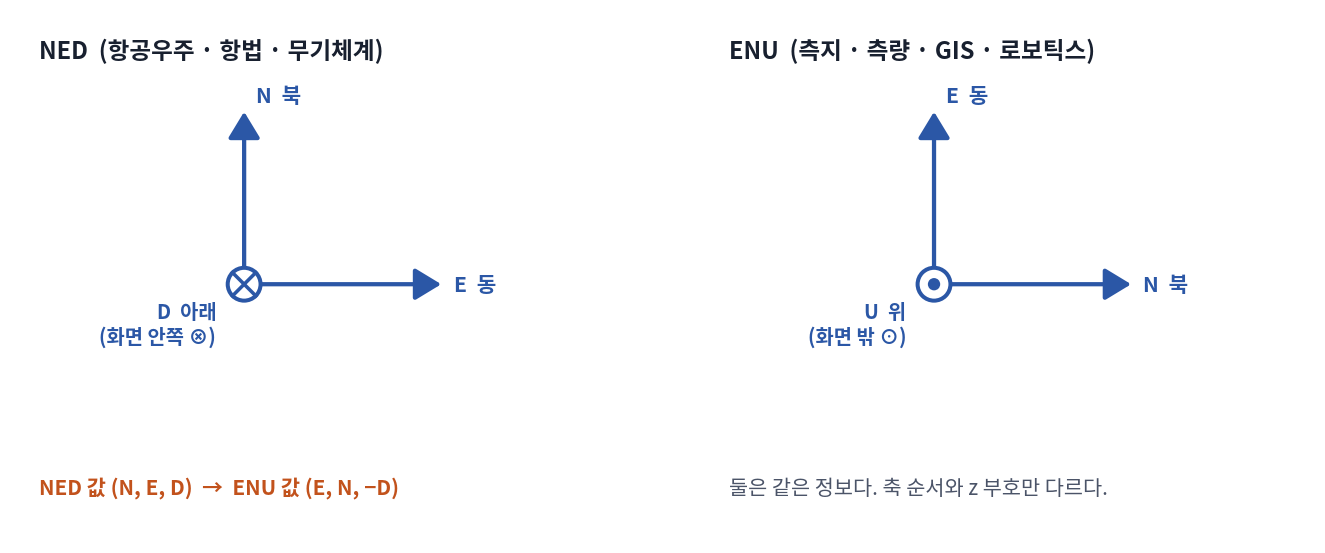 NED (항공우주 · 항법 · 무기체계)
N 북
E 동
D 아래
(화면 안쪽 ⊗)
NED 값 (N, E, D) → ENU 값 (E, N, −D)
ENU (측지 · 측량 · GIS · 로보틱스)
E 동
N 북
U 위
(화면 밖 ⊙)
둘은 같은 정보다. 축 순서와 z 부호만 다르다.